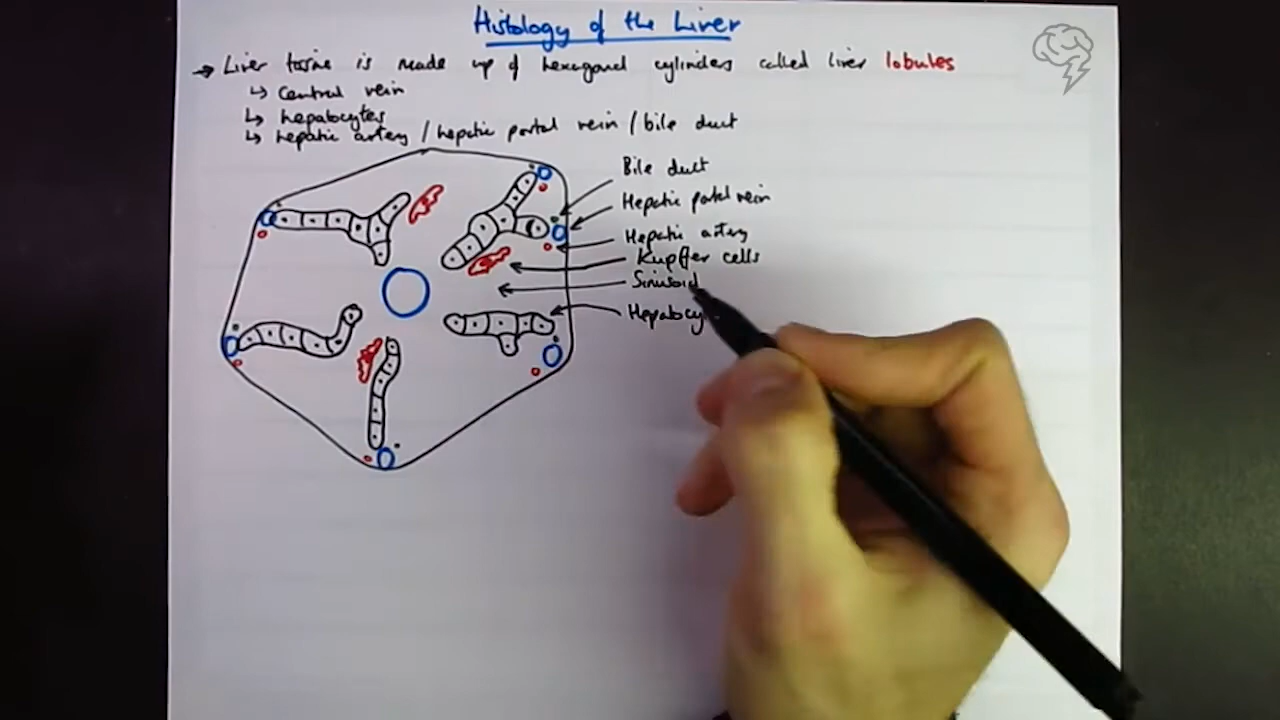 Histology of the Liver
→ Liver tissue is made up of hexagonal cylinders called liver lobules
↳ Central vein
↳ hepatocytes
↳ hepatic artery / hepatic portal vein / bile duct
Bile duct
Hepatic portal vein
Hepatic artery
Kupffer cells
Sinusoid
Hepatocy